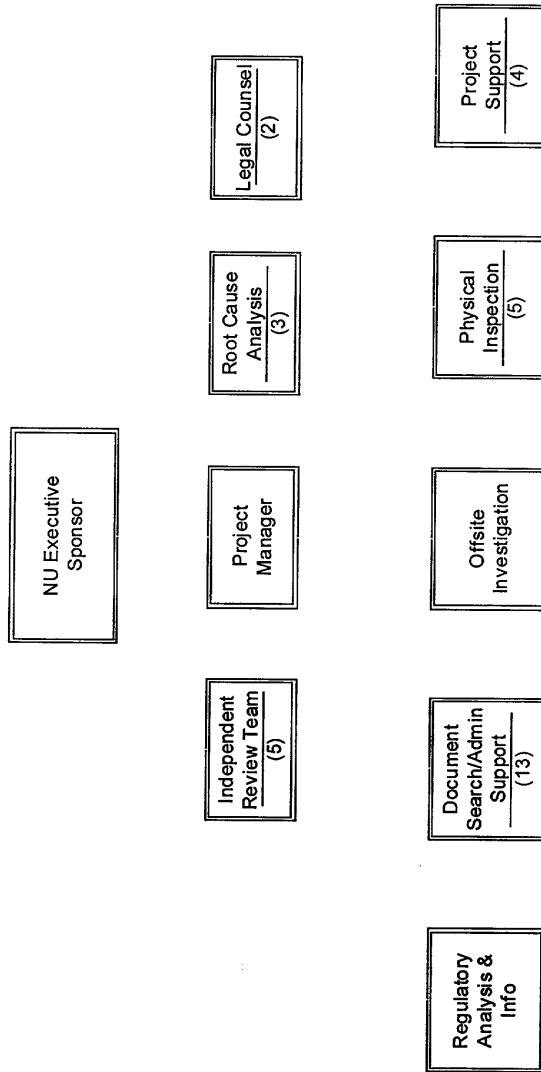 NU Executive
Sponsor
Independent
Review Team
(5)
Project
Manager
Root Cause
Analysis
(3)
Legal Counsel
(2)
Regulatory
Analysis &
Info
Document
Search/Admin
Support
(13)
Offsite
Investigation
Physical
Inspection
(5)
Project
Support
(4)